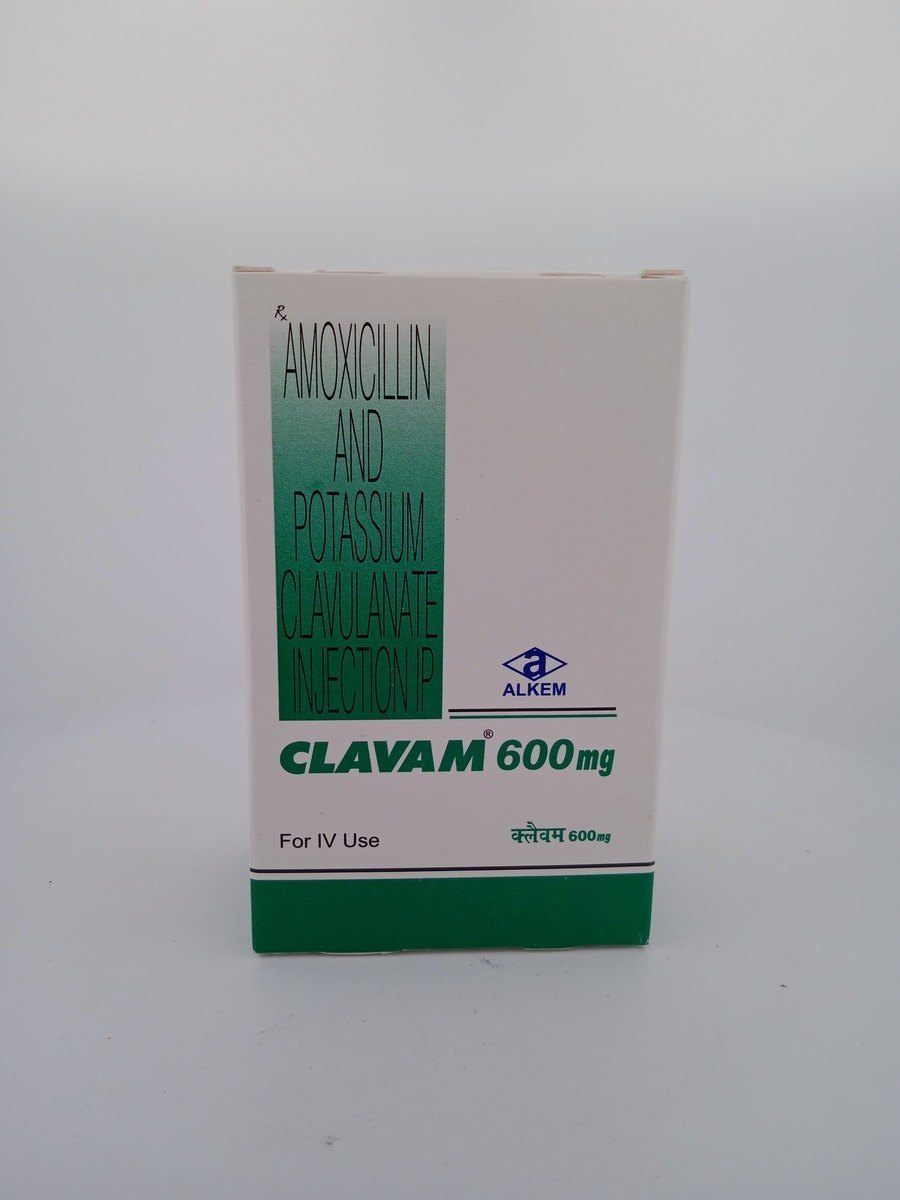 Rx
AMOXICILLIN
AND
POTASSIUM
CLAVULANATE
INJECTION IP
a
ALKEM
CLAVAM® 600mg
For IV Use
क्लैवम 600mg